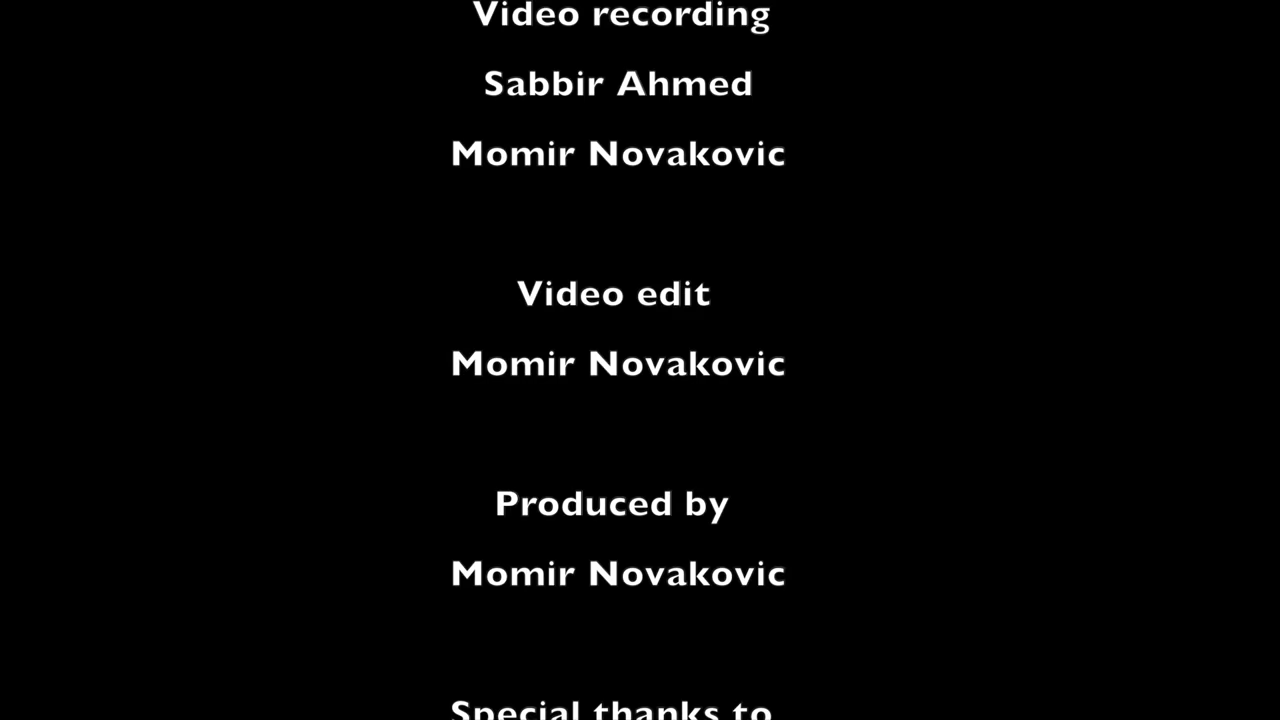 Video recording
Sabbir Ahmed
Momir Novakovic
Video edit
Momir Novakovic
Produced by
Momir Novakovic
Special thanks to